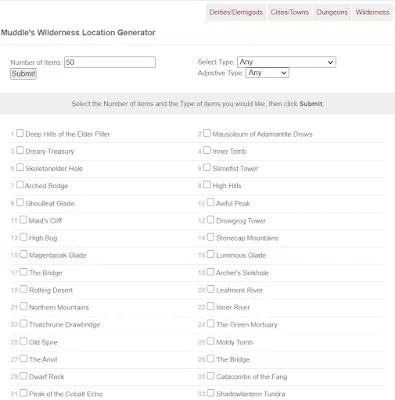 Deities/Demigods Cities/Towns Dungeons Wilderness
Muddle's Wilderness Location Generator
Number of Items: 50 Select Type: Any
Submit Adjective Type: Any
Select the Number of items and the Type of items you would like, then click Submit.
1 Deep Hills of the Elder Piller 2 Mausoleum of Adamantite Drows
3 Dreary Treasury 4 Inner Tomb
5 Skeletonelder Hole 6 Slimefist Tower
7 Arched Bridge 8 High Hills
9 Ghoulleaf Glade 10 Awful Peak
11 Maid's Cliff 12 Drowgrog Tower
13 High Bog 14 Stonecap Mountains
15 Magentaoak Glade 16 Luminous Glade
17 The Bridge 18 Archer's Sinkhole
19 Rotting Desert 20 Leafmere River
21 Northern Mountains 22 Inner River
23 Thatchrune Drawbridge 24 The Green Mortuary
25 Old Spire 26 Moldy Tomb
27 The Anvil 28 The Bridge
29 Dwarf Rock 30 Catacombs of the Fang
31 Peak of the Cobalt Echo 32 Shadowlantern Tundra